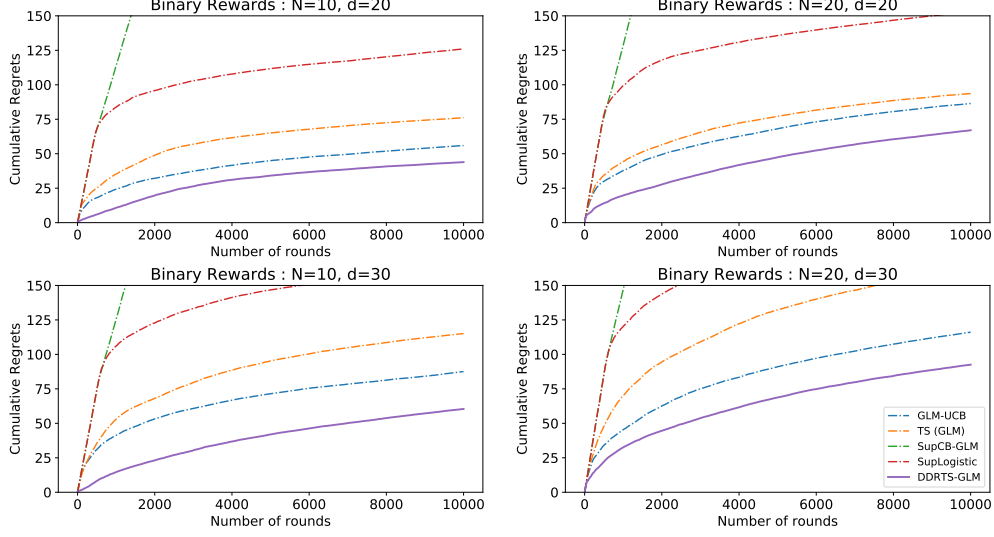 Binary Rewards : N=10, d=20
150
125
100
75
50
25
0
Cumulative Regrets
0 2000 4000 6000 8000 10000
Number of rounds
Binary Rewards : N=20, d=20
150
125
100
75
50
25
0
Cumulative Regrets
0 2000 4000 6000 8000 10000
Number of rounds
Binary Rewards : N=10, d=30
150
125
100
75
50
25
0
Cumulative Regrets
0 2000 4000 6000 8000 10000
Number of rounds
Binary Rewards : N=20, d=30
150
125
100
75
50
25
0
Cumulative Regrets
GLM-UCB
TS (GLM)
SupCB-GLM
SupLogistic
DDRTS-GLM
0 2000 4000 6000 8000 10000
Number of rounds